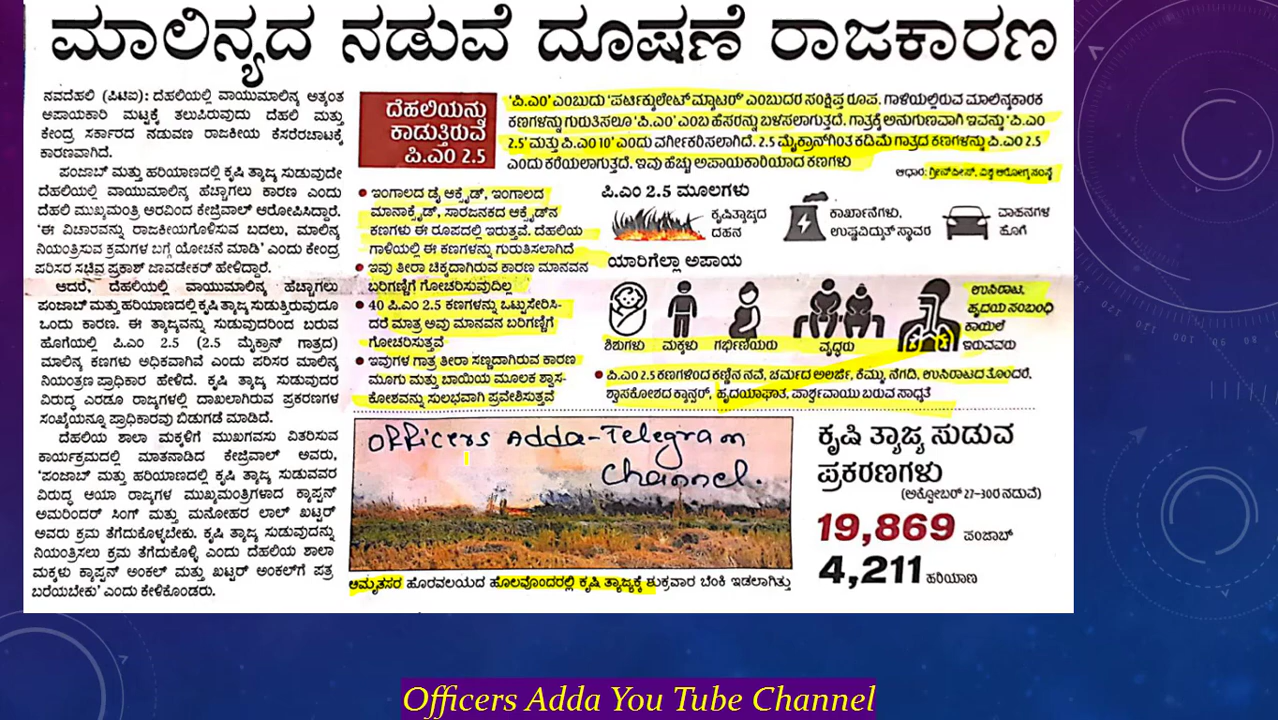 ಮಾಲಿನ್ಯದ ನಡುವೆ ದೂಷಣೆ ರಾಜಕಾರಣ
ನವದೆಹಲಿ (ಪಿಟಿಐ): ದೆಹಲಿಯಲ್ಲಿ ವಾಯುಮಾಲಿನ್ಯ ಅತ್ಯಂತ
ಅಪಾಯಕಾರಿ ಮಟ್ಟಕ್ಕೆ ತಲುಪಿರುವುದು ದೆಹಲಿ ಮತ್ತು
ಕೇಂದ್ರ ಸರ್ಕಾರದ ನಡುವಣ ರಾಜಕೀಯ ಕೆಸರೆರಚಾಟಕ್ಕೆ
ಕಾರಣವಾಗಿದೆ.
ಪಂಜಾಬ್ ಮತ್ತು ಹರಿಯಾಣದಲ್ಲಿ ಕೃಷಿ ತ್ಯಾಜ್ಯ ಸುಡುವುದೇ
ದೆಹಲಿಯಲ್ಲಿ ವಾಯುಮಾಲಿನ್ಯ ಹೆಚ್ಚಾಗಲು ಕಾರಣ ಎಂದು
ದೆಹಲಿ ಮುಖ್ಯಮಂತ್ರಿ ಅರವಿಂದ ಕೇಜ್ರಿವಾಲ್ ಆರೋಪಿಸಿದ್ದಾರೆ.
'ಈ ವಿಚಾರವನ್ನು ರಾಜಕೀಯಗೊಳಿಸುವ ಬದಲು, ಮಾಲಿನ್ಯ
ನಿಯಂತ್ರಿಸುವ ಕ್ರಮಗಳ ಬಗ್ಗೆ ಯೋಚನೆ ಮಾಡಿ' ಎಂದು ಕೇಂದ್ರ
ಪರಿಸರ ಸಚಿವ ಪ್ರಕಾಶ್ ಜಾವಡೇಕರ್ ಹೇಳಿದ್ದಾರೆ.
ಆದರೆ, ದೆಹಲಿಯಲ್ಲಿ ವಾಯುಮಾಲಿನ್ಯ ಹೆಚ್ಚಾಗಲು
ಪಂಜಾಬ್ ಮತ್ತು ಹರಿಯಾಣದಲ್ಲಿ ಕೃಷಿ ತ್ಯಾಜ್ಯ ಸುಡುತ್ತಿರುವುದೂ
ಒಂದು ಕಾರಣ. ಈ ತ್ಯಾಜ್ಯವನ್ನು ಸುಡುವುದರಿಂದ ಬರುವ
ಹೊಗೆಯಲ್ಲಿ ಪಿ.ಎಂ 2.5 (2.5 ಮೈಕ್ರಾನ್ ಗಾತ್ರದ)
ಮಾಲಿನ್ಯ ಕಣಗಳು ಅಧಿಕವಾಗಿವೆ ಎಂದು ಪರಿಸರ ಮಾಲಿನ್ಯ
ನಿಯಂತ್ರಣ ಪ್ರಾಧಿಕಾರ ಹೇಳಿದೆ. ಕೃಷಿ ತ್ಯಾಜ್ಯ ಸುಡುವುದರ
ವಿರುದ್ಧ ಎರಡೂ ರಾಜ್ಯಗಳಲ್ಲಿ ದಾಖಲಾಗಿರುವ ಪ್ರಕರಣಗಳ
ಸಂಖ್ಯೆಯನ್ನೂ ಪ್ರಾಧಿಕಾರವು ಬಿಡುಗಡೆ ಮಾಡಿದೆ.
ದೆಹಲಿಯ ಶಾಲಾ ಮಕ್ಕಳಿಗೆ ಮುಖಗವಸು ವಿತರಿಸುವ
ಕಾರ್ಯಕ್ರಮದಲ್ಲಿ ಮಾತನಾಡಿದ ಕೇಜ್ರಿವಾಲ್ ಅವರು,
'ಪಂಜಾಬ್ ಮತ್ತು ಹರಿಯಾಣದಲ್ಲಿ ಕೃಷಿ ತ್ಯಾಜ್ಯ ಸುಡುವವರ
ವಿರುದ್ಧ ಆಯಾ ರಾಜ್ಯಗಳ ಮುಖ್ಯಮಂತ್ರಿಗಳಾದ ಕ್ಯಾಪ್ಟನ್
ಅಮರಿಂದರ್ ಸಿಂಗ್ ಮತ್ತು ಮನೋಹರ ಲಾಲ್ ಖಟ್ಟರ್
ಅವರು ಕ್ರಮ ತೆಗೆದುಕೊಳ್ಳಬೇಕು. ಕೃಷಿ ತ್ಯಾಜ್ಯ ಸುಡುವುದನ್ನು
ನಿಯಂತ್ರಿಸಲು ಕ್ರಮ ತೆಗೆದುಕೊಳ್ಳಿ ಎಂದು ದೆಹಲಿಯ ಶಾಲಾ
ಮಕ್ಕಳು ಕ್ಯಾಪ್ಟನ್ ಅಂಕಲ್ ಮತ್ತು ಖಟ್ಟರ್ ಅಂಕಲ್‌ಗೆ ಪತ್ರ
ಬರೆಯಬೇಕು' ಎಂದು ಕೇಳಿಕೊಂಡರು.
ದೆಹಲಿಯನ್ನು
ಕಾಡುತ್ತಿರುವ
ಪಿ.ಎಂ 2.5
'ಪಿ.ಎಂ' ಎಂಬುದು 'ಪರ್ಟಿಕ್ಯುಲೇಟ್ ಮ್ಯಾಟರ್' ಎಂಬುದರ ಸಂಕ್ಷಿಪ್ತ ರೂಪ. ಗಾಳಿಯಲ್ಲಿರುವ ಮಾಲಿನ್ಯಕಾರಕ
ಕಣಗಳನ್ನು ಗುರುತಿಸಲೂ 'ಪಿ.ಎಂ' ಎಂಬ ಹೆಸರನ್ನು ಬಳಸಲಾಗುತ್ತದೆ. ಗಾತ್ರಕ್ಕೆ ಅನುಗುಣವಾಗಿ ಇವನ್ನು 'ಪಿ.ಎಂ
2.5' ಮತ್ತು ಪಿ.ಎಂ 10' ಎಂದು ವರ್ಗೀಕರಿಸಲಾಗಿದೆ. 2.5 ಮೈಕ್ರಾನ್‌ಗಿಂತ ಕಡಿಮೆ ಗಾತ್ರದ ಕಣಗಳನ್ನು ಪಿ.ಎಂ 2.5
ಎಂದು ಕರೆಯಲಾಗುತ್ತದೆ. ಇವು ಹೆಚ್ಚು ಅಪಾಯಕಾರಿಯಾದ ಕಣಗಳು
ಆಧಾರ: ಗ್ರೀನ್‌ಪೀಸ್, ವಿಶ್ವ ಆರೋಗ್ಯ ಸಂಸ್ಥೆ
● ಇಂಗಾಲದ ಡೈ ಆಕ್ಸೈಡ್, ಇಂಗಾಲದ
ಮಾನಾಕ್ಸೈಡ್, ಸಾರಜನಕದ ಆಕ್ಸೈಡ್‌ನ
ಕಣಗಳು ಈ ರೂಪದಲ್ಲಿ ಇರುತ್ತವೆ. ದೆಹಲಿಯ
ಗಾಳಿಯಲ್ಲಿ ಈ ಕಣಗಳನ್ನು ಗುರುತಿಸಲಾಗಿದೆ
● ಇವು ತೀರಾ ಚಿಕ್ಕದಾಗಿರುವ ಕಾರಣ ಮಾನವನ
ಬರಿಗಣ್ಣಿಗೆ ಗೋಚರಿಸುವುದಿಲ್ಲ
● 40 ಪಿ.ಎಂ 2.5 ಕಣಗಳನ್ನು ಒಟ್ಟುಸೇರಿಸಿ-
ದರೆ ಮಾತ್ರ ಅವು ಮಾನವನ ಬರಿಗಣ್ಣಿಗೆ
ಗೋಚರಿಸುತ್ತವೆ
● ಇವುಗಳ ಗಾತ್ರ ತೀರಾ ಸಣ್ಣದಾಗಿರುವ ಕಾರಣ
ಮೂಗು ಮತ್ತು ಬಾಯಿಯ ಮೂಲಕ ಶ್ವಾಸ-
ಕೋಶವನ್ನು ಸುಲಭವಾಗಿ ಪ್ರವೇಶಿಸುತ್ತವೆ
ಪಿ.ಎಂ 2.5 ಮೂಲಗಳು
ಕೃಷಿತ್ಯಾಜ್ಯದ
ದಹನ
ಕಾರ್ಖಾನೆಗಳು,
ಉಷ್ಣವಿದ್ಯುತ್ ಸ್ಥಾವರ
ವಾಹನಗಳ
ಹೊಗೆ
ಯಾರಿಗೆಲ್ಲಾ ಅಪಾಯ
ಶಿಶುಗಳು ಮಕ್ಕಳು ಗರ್ಭಿಣಿಯರು ವೃದ್ಧರು
ಉಸಿರಾಟ,
ಹೃದಯ ಸಂಬಂಧಿ
ಕಾಯಿಲೆ
ಇರುವವರು
● ಪಿ.ಎಂ 2.5 ಕಣಗಳಿಂದ ಕಣ್ಣಿನ ನವೆ, ಚರ್ಮದ ಅಲರ್ಜಿ, ಕೆಮ್ಮು, ನೆಗಡಿ, ಉಸಿರಾಟದ ತೊಂದರೆ,
ಶ್ವಾಸಕೋಶದ ಕ್ಯಾನ್ಸರ್, ಹೃದಯಾಘಾತ, ಪಾರ್ಶ್ವವಾಯು ಬರುವ ಸಾಧ್ಯತೆ
Officers Adda-Telegram
Channel.
ಅಮೃತಸರ ಹೊರವಲಯದ ಹೊಲವೊಂದರಲ್ಲಿ ಕೃಷಿ ತ್ಯಾಜ್ಯಕ್ಕೆ ಶುಕ್ರವಾರ ಬೆಂಕಿ ಇಡಲಾಗಿತ್ತು
ಕೃಷಿ ತ್ಯಾಜ್ಯ ಸುಡುವ
ಪ್ರಕರಣಗಳು
(ಅಕ್ಟೋಬರ್ 27-30ರ ನಡುವೆ)
19,869 ಪಂಜಾಬ್
4,211 ಹರಿಯಾಣ
Officers Adda You Tube Channel